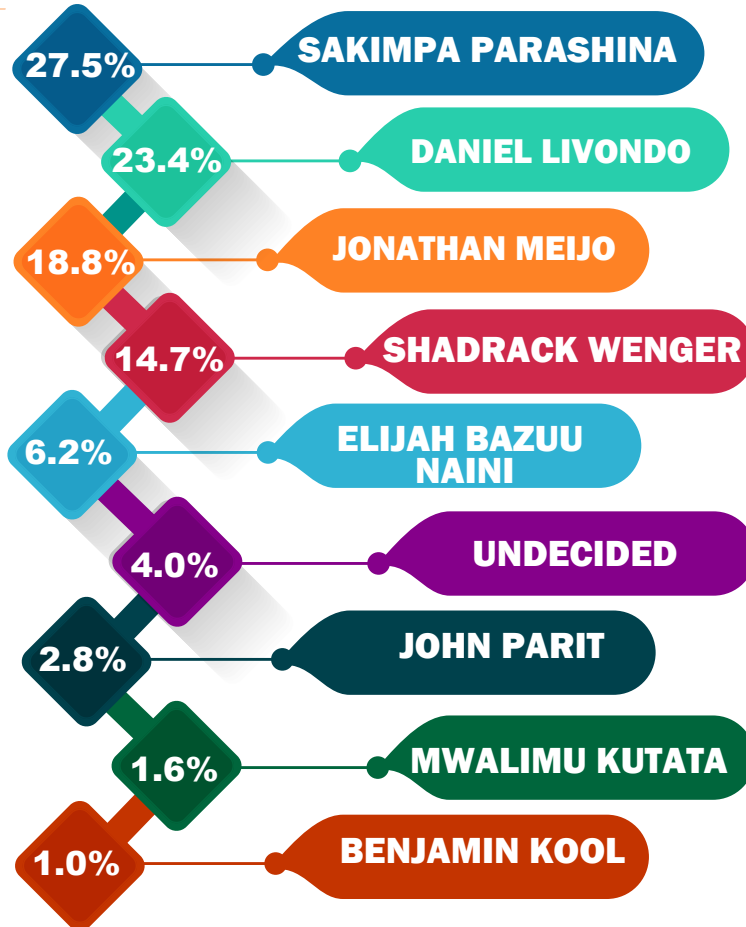 27.5%
SAKIMPA PARASHINA
23.4%
DANIEL LIVONDO
18.8%
JONATHAN MEIJO
14.7%
SHADRACK WENGER
6.2%
ELIJAH BAZUU
NAINI
4.0%
UNDECIDED
2.8%
JOHN PARIT
1.6%
MWALIMU KUTATA
1.0%
BENJAMIN KOOL